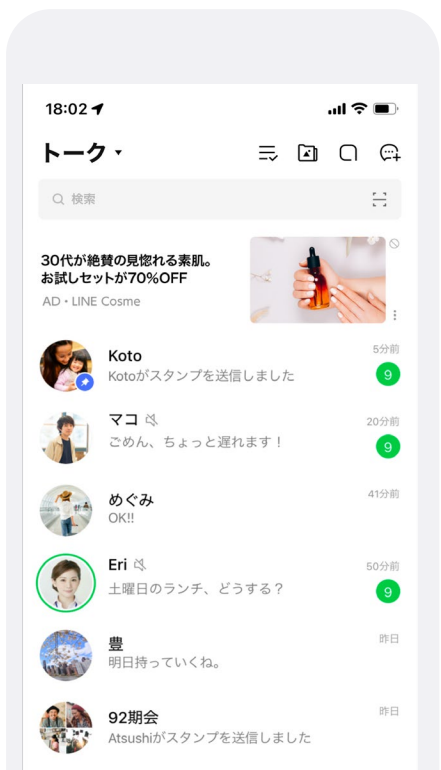 18:02
トーク
検索
30代が絶賛の見惚れる素肌。
お試しセットが70%OFF
AD・LINE Cosme
Koto
5分前
Kotoがスタンプを送信しました
9
マコ
20分前
ごめん、ちょっと遅れます！
9
めぐみ
41分前
OK!!
Eri
50分前
土曜日のランチ、どうする？
9
豊
昨日
明日持っていくね。
92期会
昨日
Atsushiがスタンプを送信しました